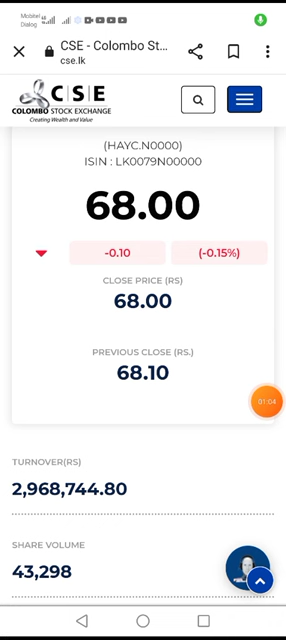 Mobitel
Dialog
CSE - Colombo St...
cse.lk
C|S|E
COLOMBO STOCK EXCHANGE
Creating Wealth and Value
(HAYC.N0000)
ISIN : LK0079N00000
68.00
-0.10
(-0.15%)
CLOSE PRICE (RS)
68.00
PREVIOUS CLOSE (RS.)
68.10
01:04
TURNOVER(RS)
2,968,744.80
SHARE VOLUME
43,298